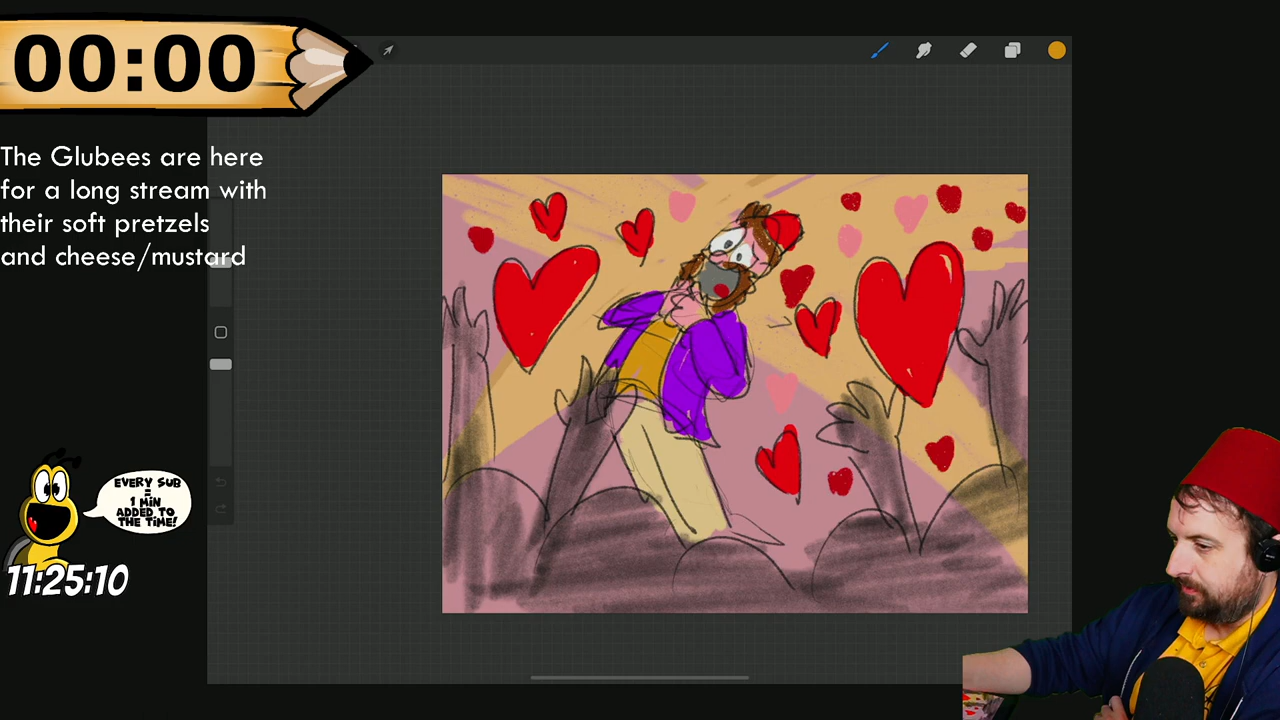 00:00
The Glubees are here
for a long stream with
their soft pretzels
and cheese/mustard
EVERY SUB
=
1 MIN
ADDED TO
THE TIME!
11:25:10